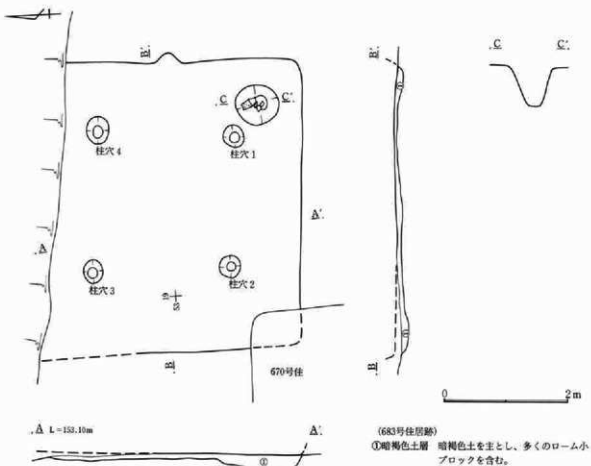 B′
C C′
C C′
B′
柱穴4
柱穴1
A′
A
柱穴3
柱穴2
B
670号住
B
0 2m
A L=153.10m A′
①
(683号住居跡)
①暗褐色土層 暗褐色土を主とし、多くのローム小
ブロックを含む。